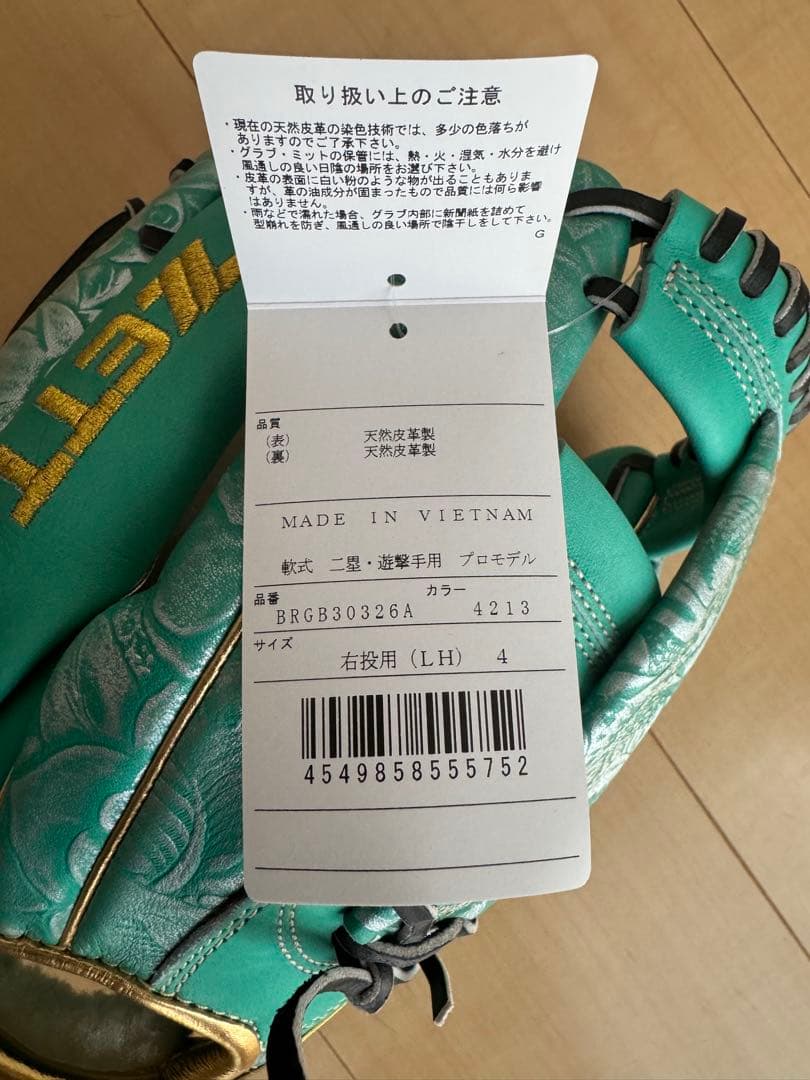 取り扱い上のご注意
・現在の天然皮革の染色技術では、多少の色落ちが
ありますのでご了承下さい。
・グラブ・ミットの保管には、熱・火・湿気・水分を避け
風通しの良い日陰の場所をお選び下さい。
・皮革の表面に白い粉のような物が出ることもありま
すが、革の油成分が固まったもので品質には何ら影響
はありません。
・雨などで濡れた場合、グラブ内部に新聞紙を詰めて
型崩れを防ぎ、風通しの良い場所で陰干しをして下さい。
G
ZETT
品質
(表) 天然皮革製
(裏) 天然皮革製
MADE IN VIETNAM
軟式 二塁・遊撃手用 プロモデル
品番 BRGB30326A カラー 4213
サイズ
右投用(LH) 4
4549858555752